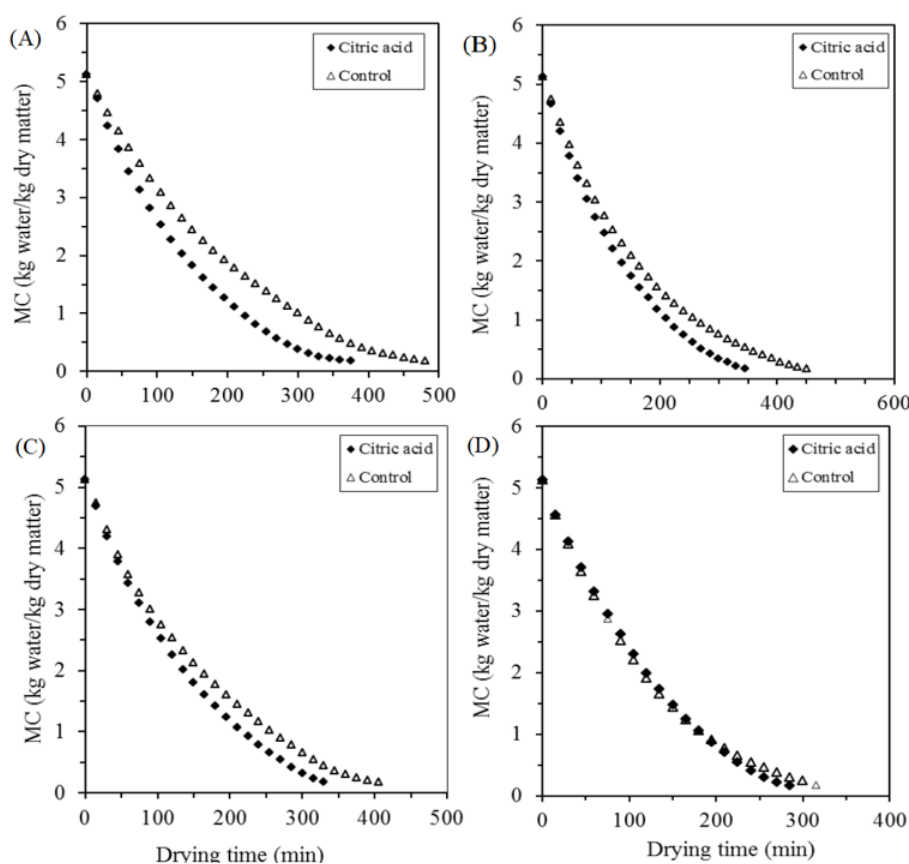 (A)
6
5
4
3
2
1
0
MC (kg water/kg dry matter)
Citric acid
Control
0 100 200 300 400 500
(B)
6
5
4
3
2
1
0
MC (kg water/kg dry matter)
Citric acid
Control
0 200 400 600
(C)
6
5
4
3
2
1
0
MC (kg water/kg dry matter)
Citric acid
Control
0 100 200 300 400 500
Drying time (min)
(D)
6
5
4
3
2
1
0
MC (kg water/kg dry matter)
Citric acid
Control
0 100 200 300 400
Drying time (min)